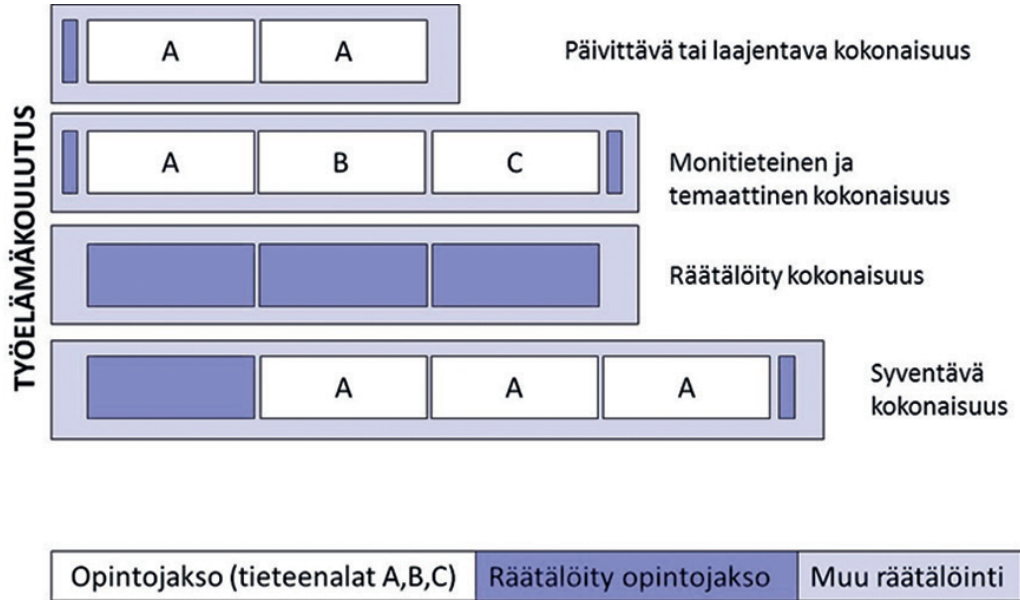 TYÖELÄMÄKOULUTUS
A A Päivittävä tai laajentava kokonaisuus
A B C Monitieteinen ja
temaattinen kokonaisuus
Räätälöity kokonaisuus
A A A Syventävä
kokonaisuus
Opintojakso (tieteenalat A,B,C) Räätälöity opintojakso Muu räätälöinti